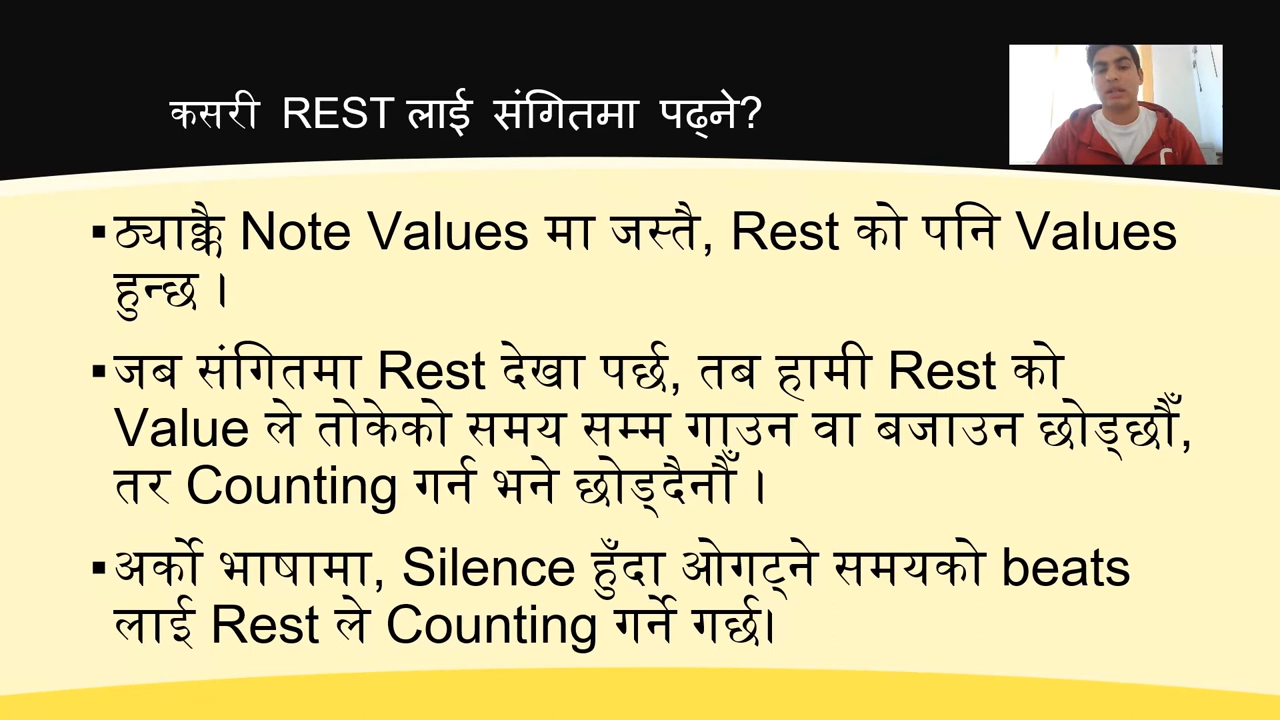 कसरी REST लाई संगितमा पढ्ने?
▪ठ्याक्कै Note Values मा जस्तै, Rest को पनि Values
हुन्छ ।
▪जब संगितमा Rest देखा पर्छ, तब हामी Rest को
Value ले तोकेको समय सम्म गाउन वा बजाउन छोड्छौँ,
तर Counting गर्न भने छोड्दैनौँ ।
▪अर्को भाषामा, Silence हुँदा ओगट्ने समयको beats
लाई Rest ले Counting गर्ने गर्छ।